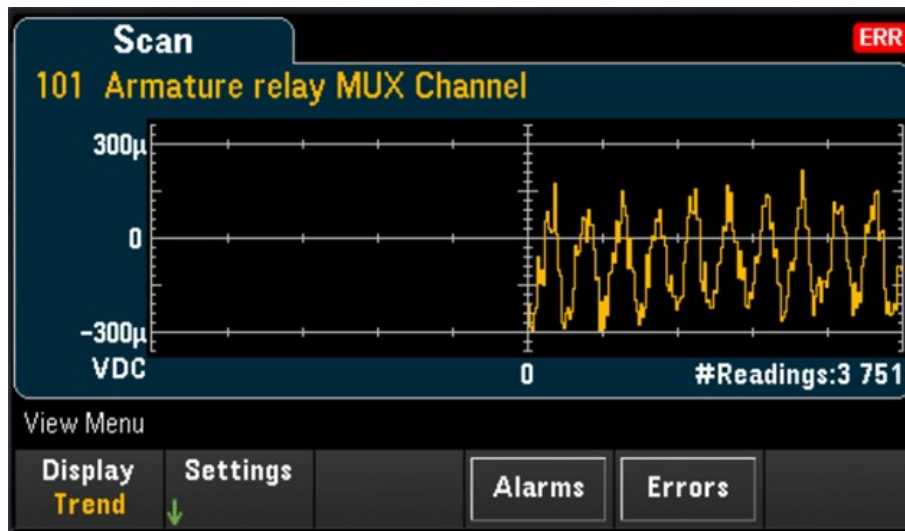 Scan
ERR
101 Armature relay MUX Channel
300µ
0
-300µ
VDC
0 #Readings:3 751
View Menu
Display Settings Alarms Errors
Trend